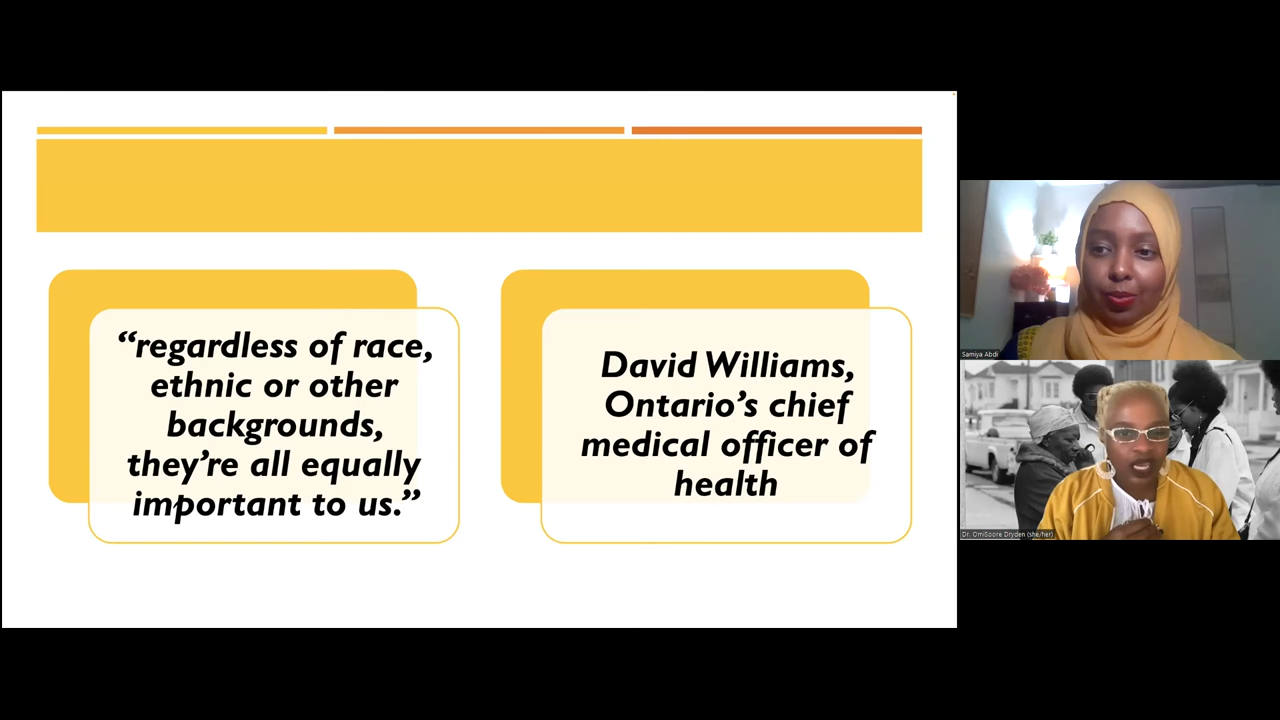 “regardless of race,
ethnic or other
backgrounds,
they’re all equally
important to us.”
David Williams,
Ontario’s chief
medical officer of
health
Samiya Abdi
Dr. OmiSoore Dryden (she/her)